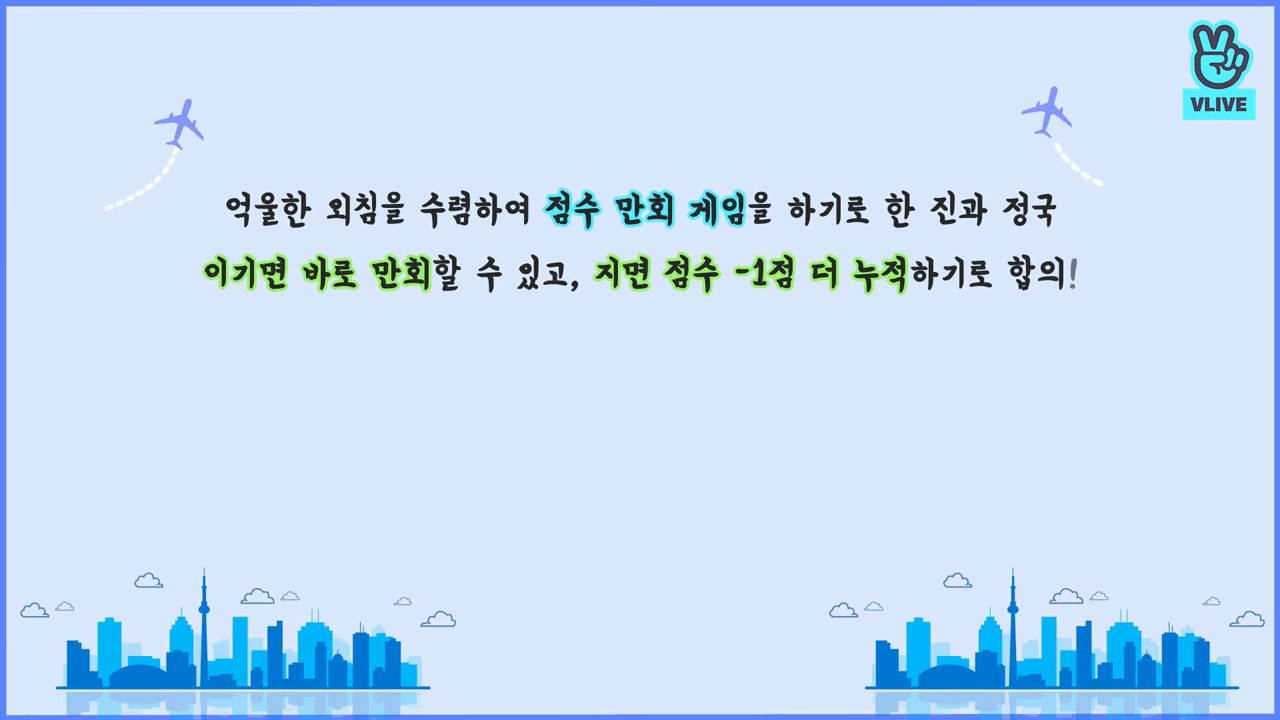 VLIVE
억울한 외침을 수렴하여 점수 만회 게임을 하기로 한 진과 정국
이기면 바로 만회할 수 있고, 지면 점수 -1점 더 누적하기로 합의!